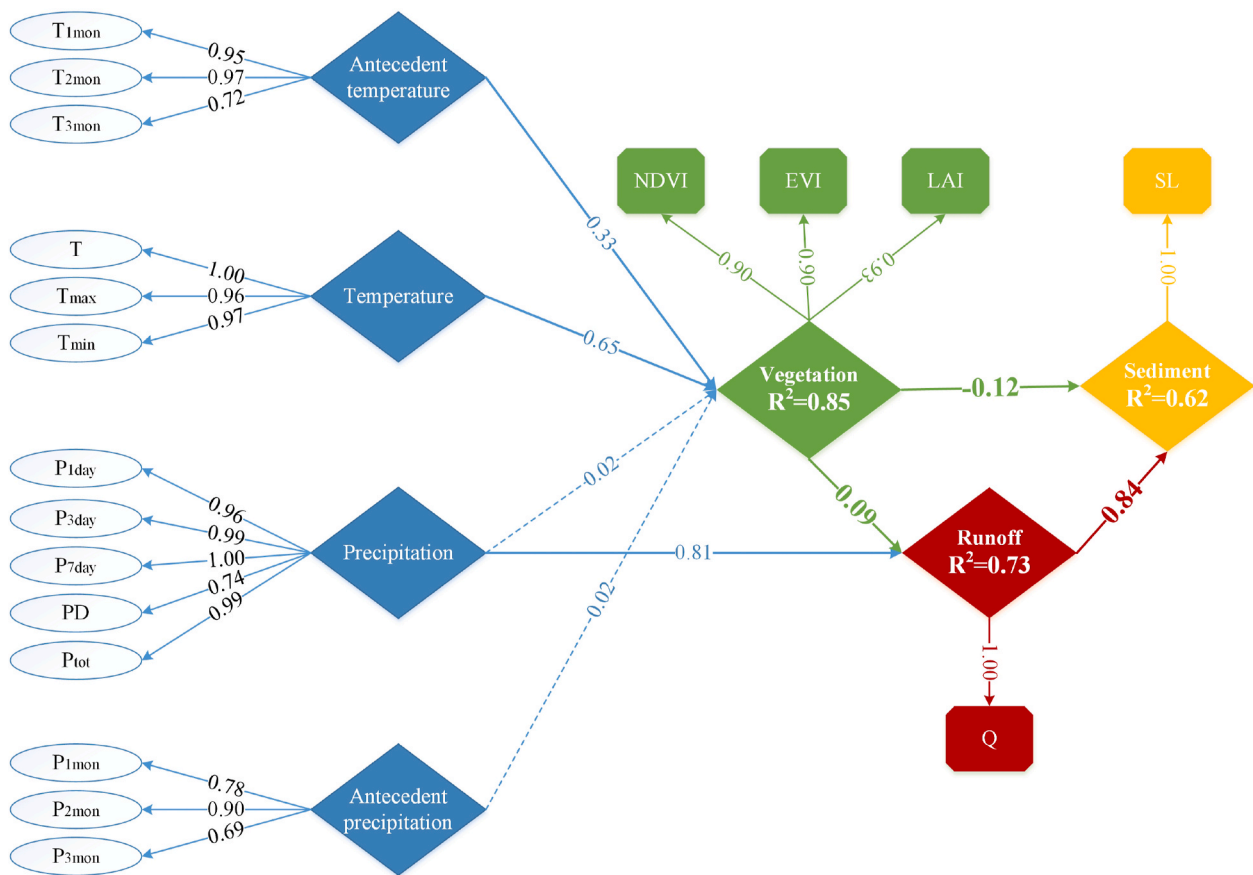 T1mon
T2mon
T3mon
0.95
0.97
0.72
Antecedent
temperature
0.33
T
Tmax
Tmin
1.00
0.96
0.97
Temperature
0.65
P1day
P3day
P7day
PD
Ptot
0.96
0.99
1.00
0.74
0.99
Precipitation
0.02
0.81
P1mon
P2mon
P3mon
0.78
0.90
0.69
Antecedent
precipitation
0.02
NDVI
EVI
LAI
0.90
0.90
0.93
Vegetation
R²=0.85
-0.12
0.09
SL
1.00
Sediment
R²=0.62
0.84
Runoff
R²=0.73
1.00
Q